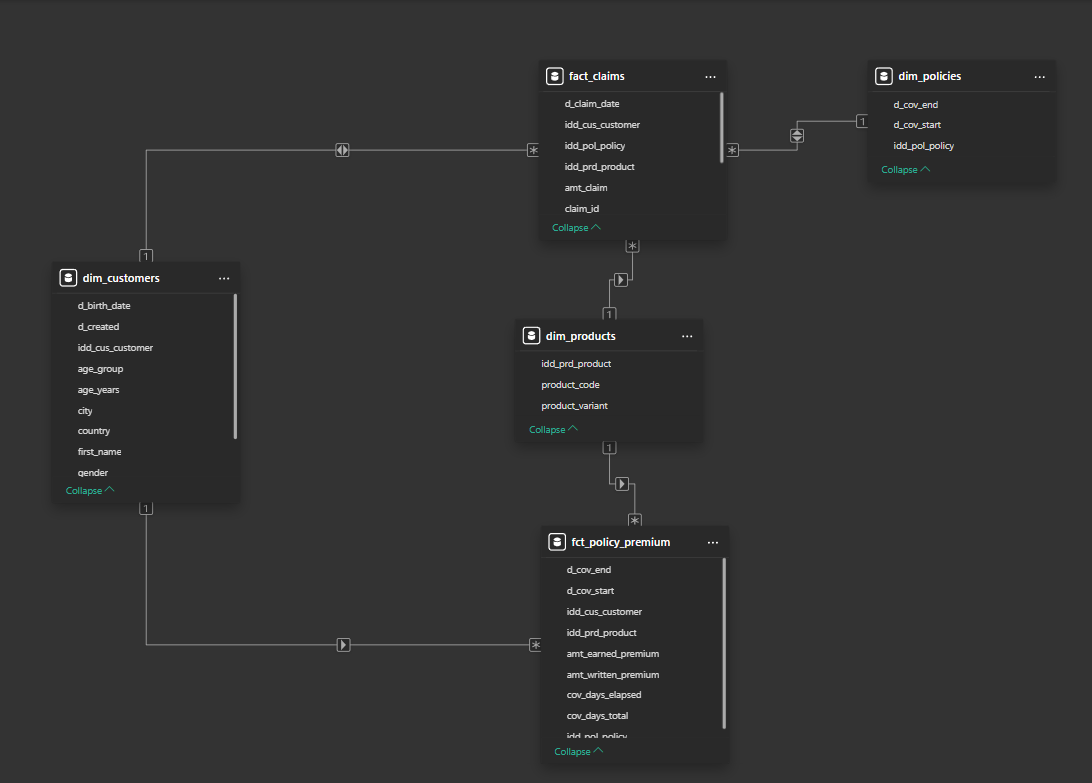 fact_claims
...
d_claim_date
idd_cus_customer
idd_pol_policy
idd_prd_product
amt_claim
claim_id
Collapse
dim_policies
...
d_cov_end
d_cov_start
idd_pol_policy
Collapse
1
*
*
1
dim_customers
...
d_birth_date
d_created
idd_cus_customer
age_group
age_years
city
country
first_name
gender
Collapse
1
*
1
dim_products
...
idd_prd_product
product_code
product_variant
Collapse
1
*
fct_policy_premium
...
d_cov_end
d_cov_start
idd_cus_customer
idd_prd_product
amt_earned_premium
amt_written_premium
cov_days_elapsed
cov_days_total
idd_pol_policy
Collapse
*